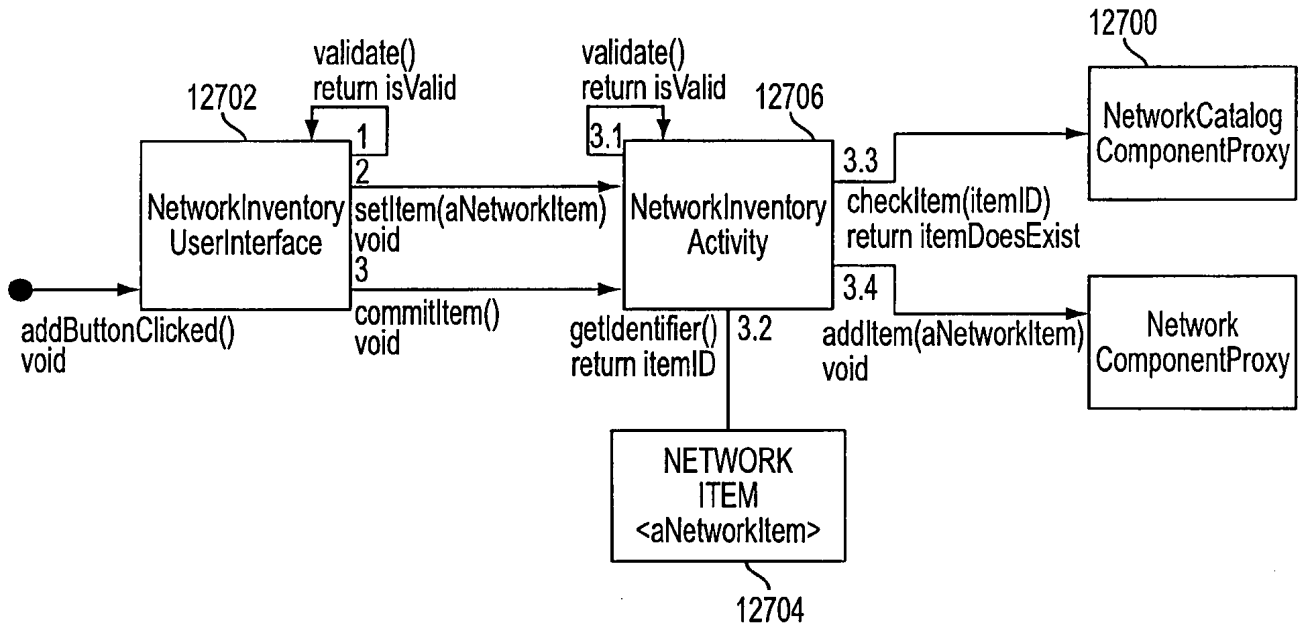 12700
validate()
return isValid
validate()
return isValid
12702
12706
1
3.1
3.3
NetworkCatalog
ComponentProxy
2
NetworkInventory
UserInterface
setItem(aNetworkItem)
void
NetworkInventory
Activity
checkItem(itemID)
return itemDoesExist
3
3.4
addButtonClicked()
void
commitItem()
void
getIdentifier()
return itemID
3.2
addItem(aNetworkItem)
void
Network
ComponentProxy
NETWORK
ITEM
<aNetworkItem>
12704